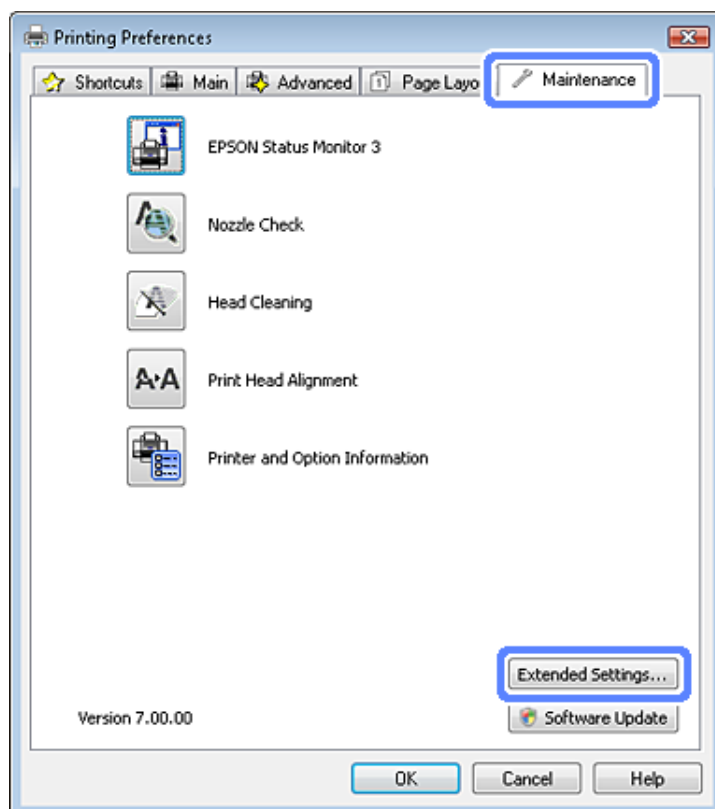 Printing Preferences
Shortcuts Main Advanced 1 Page Layo Maintenance
EPSON Status Monitor 3
Nozzle Check
Head Cleaning
A A Print Head Alignment
Printer and Option Information
Extended Settings...
Version 7.00.00 Software Update
OK Cancel Help